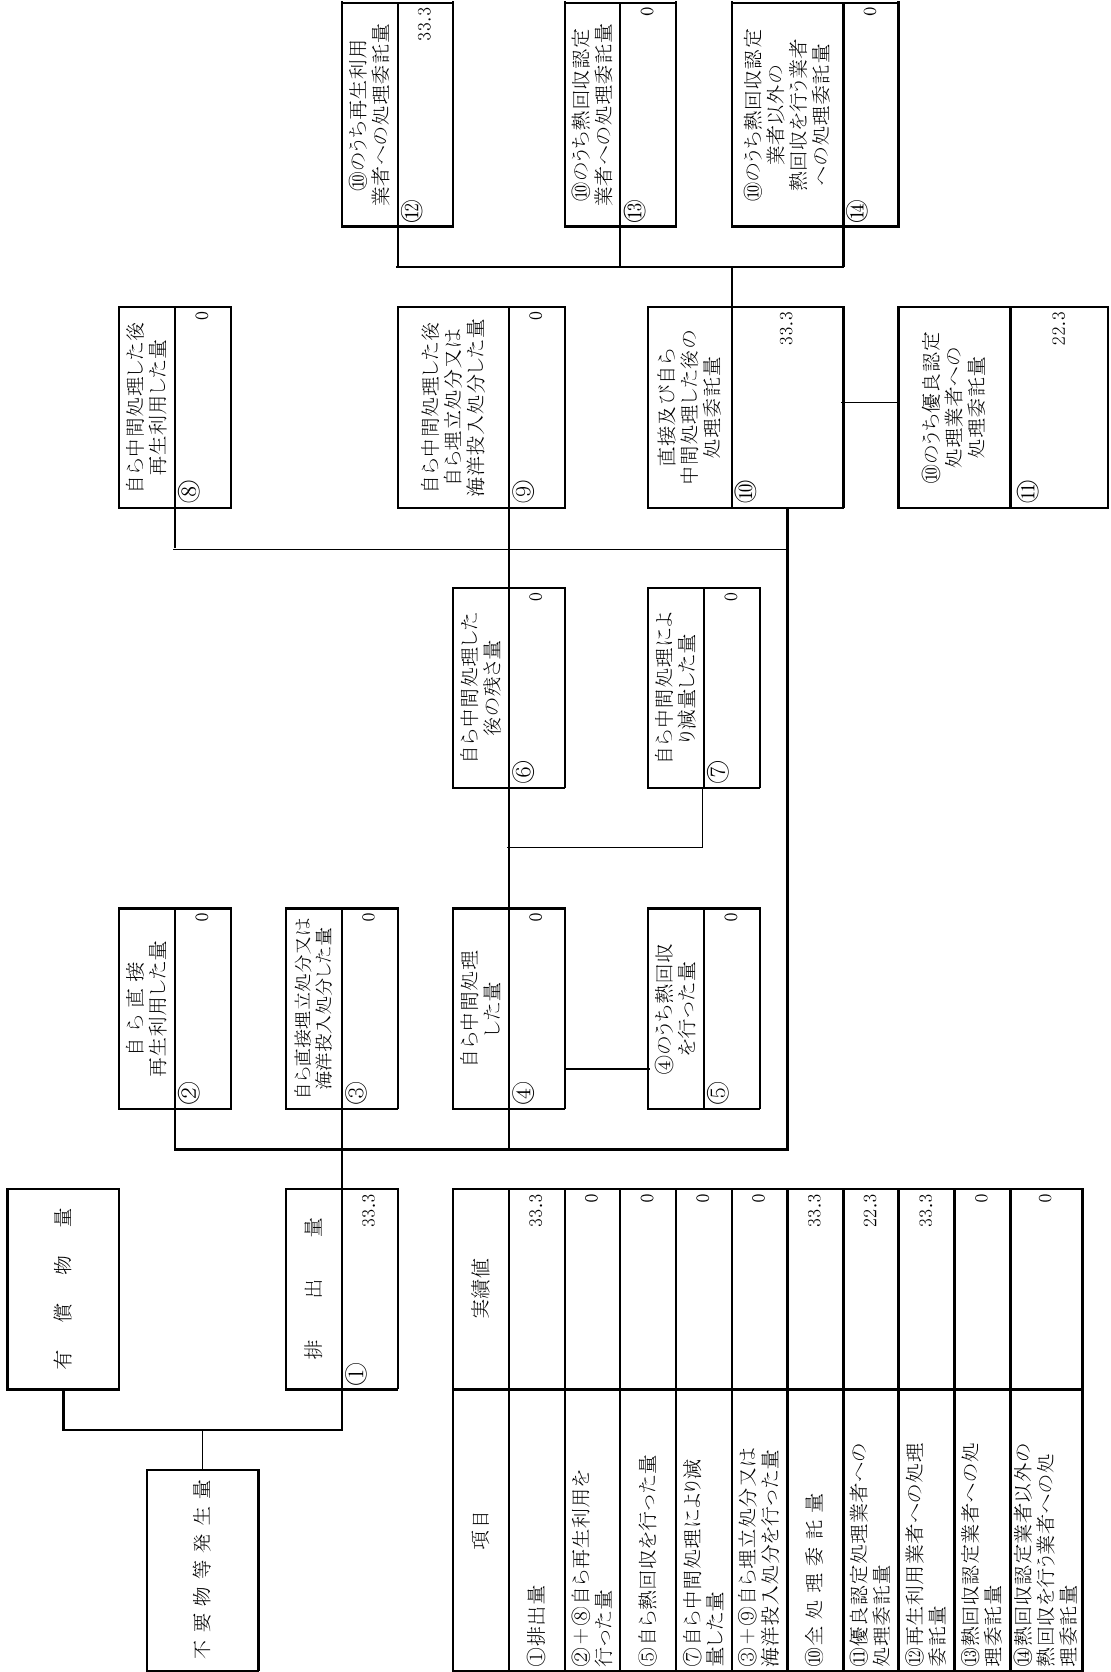 不要物等発生量
有償物量
排出量
① 33.3
自ら直接
再生利用した量
② 0
自ら直接埋立処分又は
海洋投入処分した量
③ 0
自ら中間処理
した量
④ 0
④のうち熱回収
を行った量
⑤ 0
自ら中間処理した
後の残さ量
⑥ 0
自ら中間処理によ
り減量した量
⑦ 0
自ら中間処理した後
再生利用した量
⑧ 0
自ら中間処理した後
自ら埋立処分又は
海洋投入処分した量
⑨ 0
直接及び自ら
中間処理した後の
処理委託量
⑩ 33.3
⑩のうち優良認定
処理業者への
処理委託量
⑪ 22.3
⑩のうち再生利用
業者への処理委託量
⑫ 33.3
⑩のうち熱回収認定
業者への処理委託量
⑬ 0
⑩のうち熱回収認定
業者以外の
熱回収を行う業者
への処理委託量
⑭ 0
項目 実績値
①排出量 33.3
②+⑧自ら再生利用を
行った量 0
⑤自ら熱回収を行った量 0
⑦自ら中間処理により減
量した量 0
③+⑨自ら埋立処分又は
海洋投入処分を行った量 0
⑩全処理委託量 33.3
⑪優良認定処理業者への
処理委託量 22.3
⑫再生利用業者への処理
委託量 33.3
⑬熱回収認定業者への処
理委託量 0
⑭熱回収認定業者以外の
熱回収を行う業者への処
理委託量 0